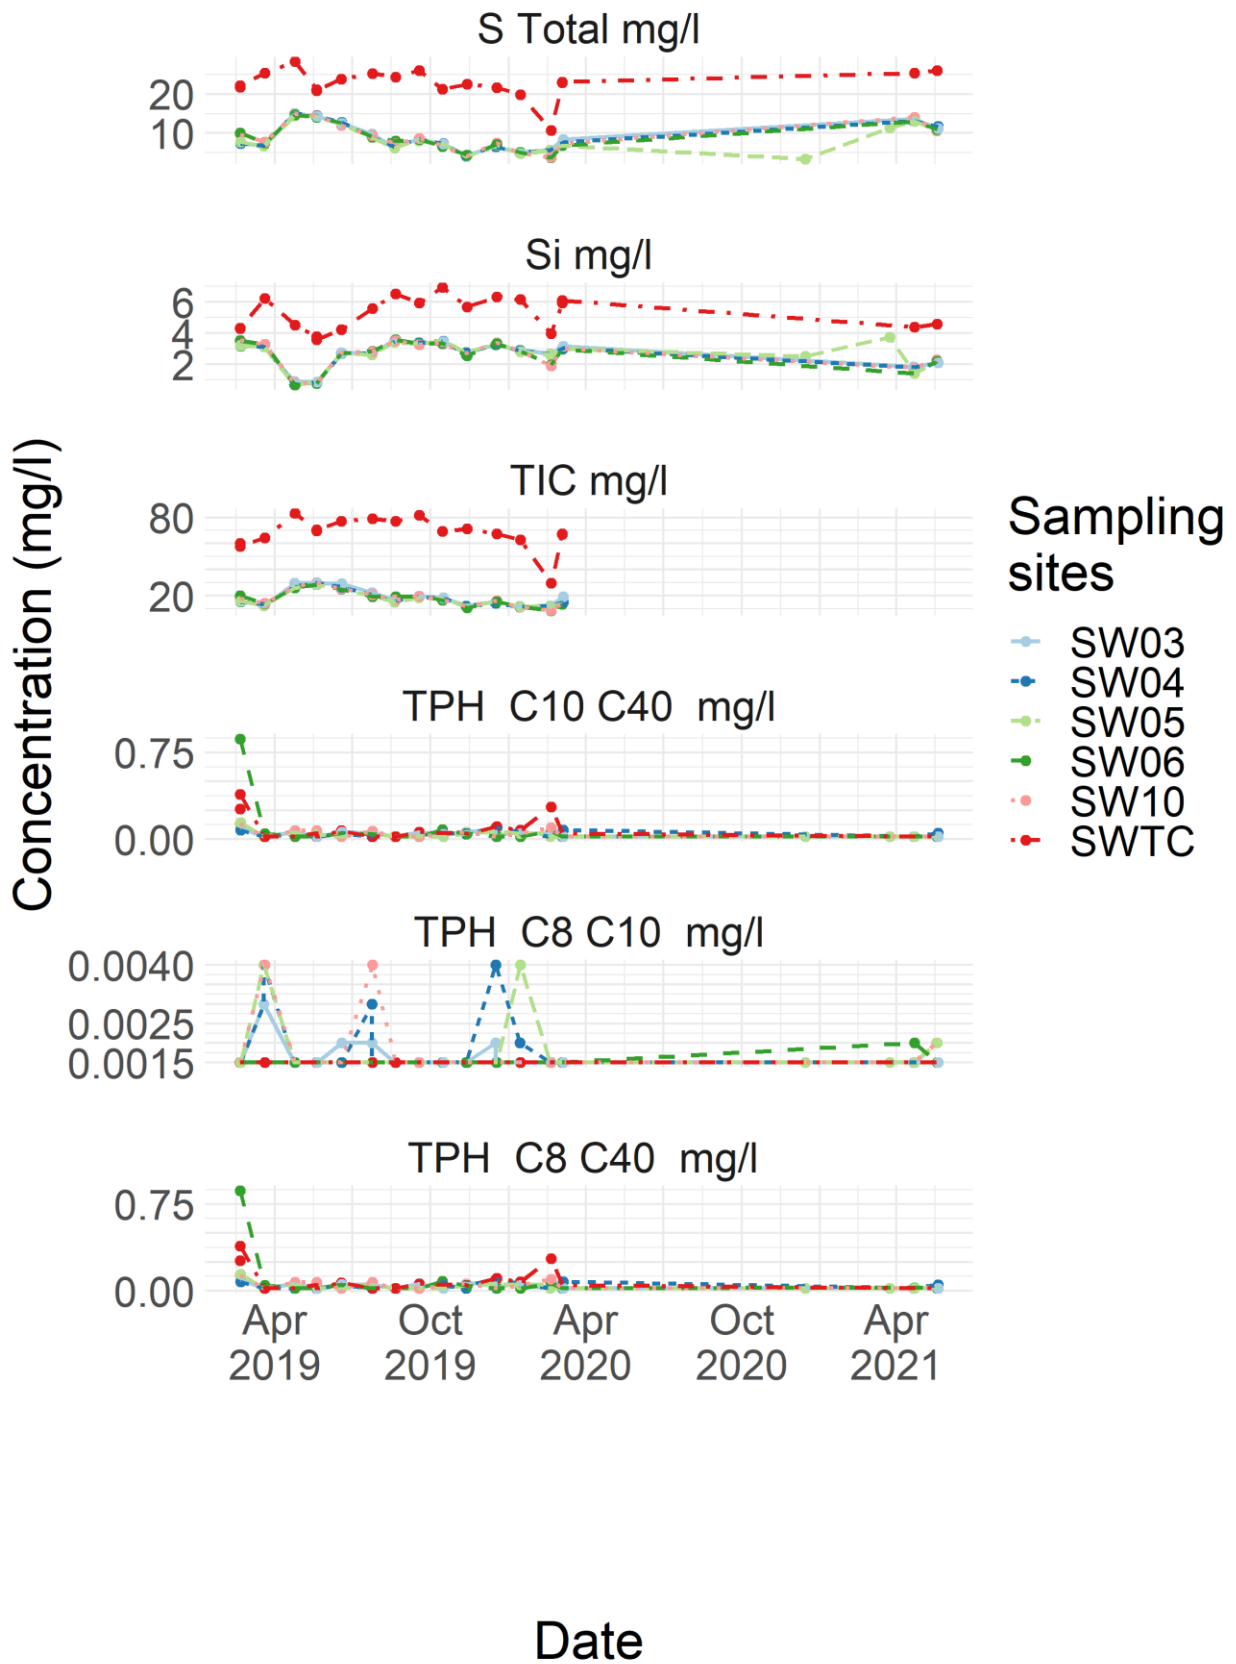 S Total mg/l
20
10
Si mg/l
6
4
2
TIC mg/l
80
20
TPH C10 C40 mg/l
0.75
0.00
TPH C8 C10 mg/l
0.0040
0.0025
0.0015
TPH C8 C40 mg/l
0.75
0.00
Apr Oct Apr Oct Apr
2019 2019 2020 2020 2021
Date
Concentration (mg/l)
Sampling
sites
SW03
SW04
SW05
SW06
SW10
SWTC